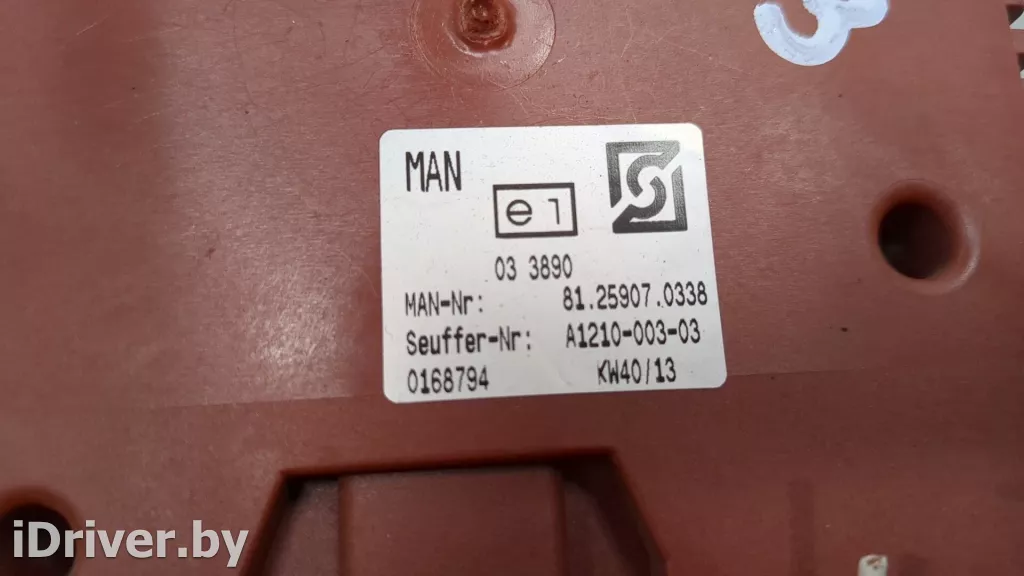 3
MAN
e1
03 3890
MAN-Nr: 81.25907.0338
Seuffer-Nr: A1210-003-03
0168794 KW40/13
iDriver.by